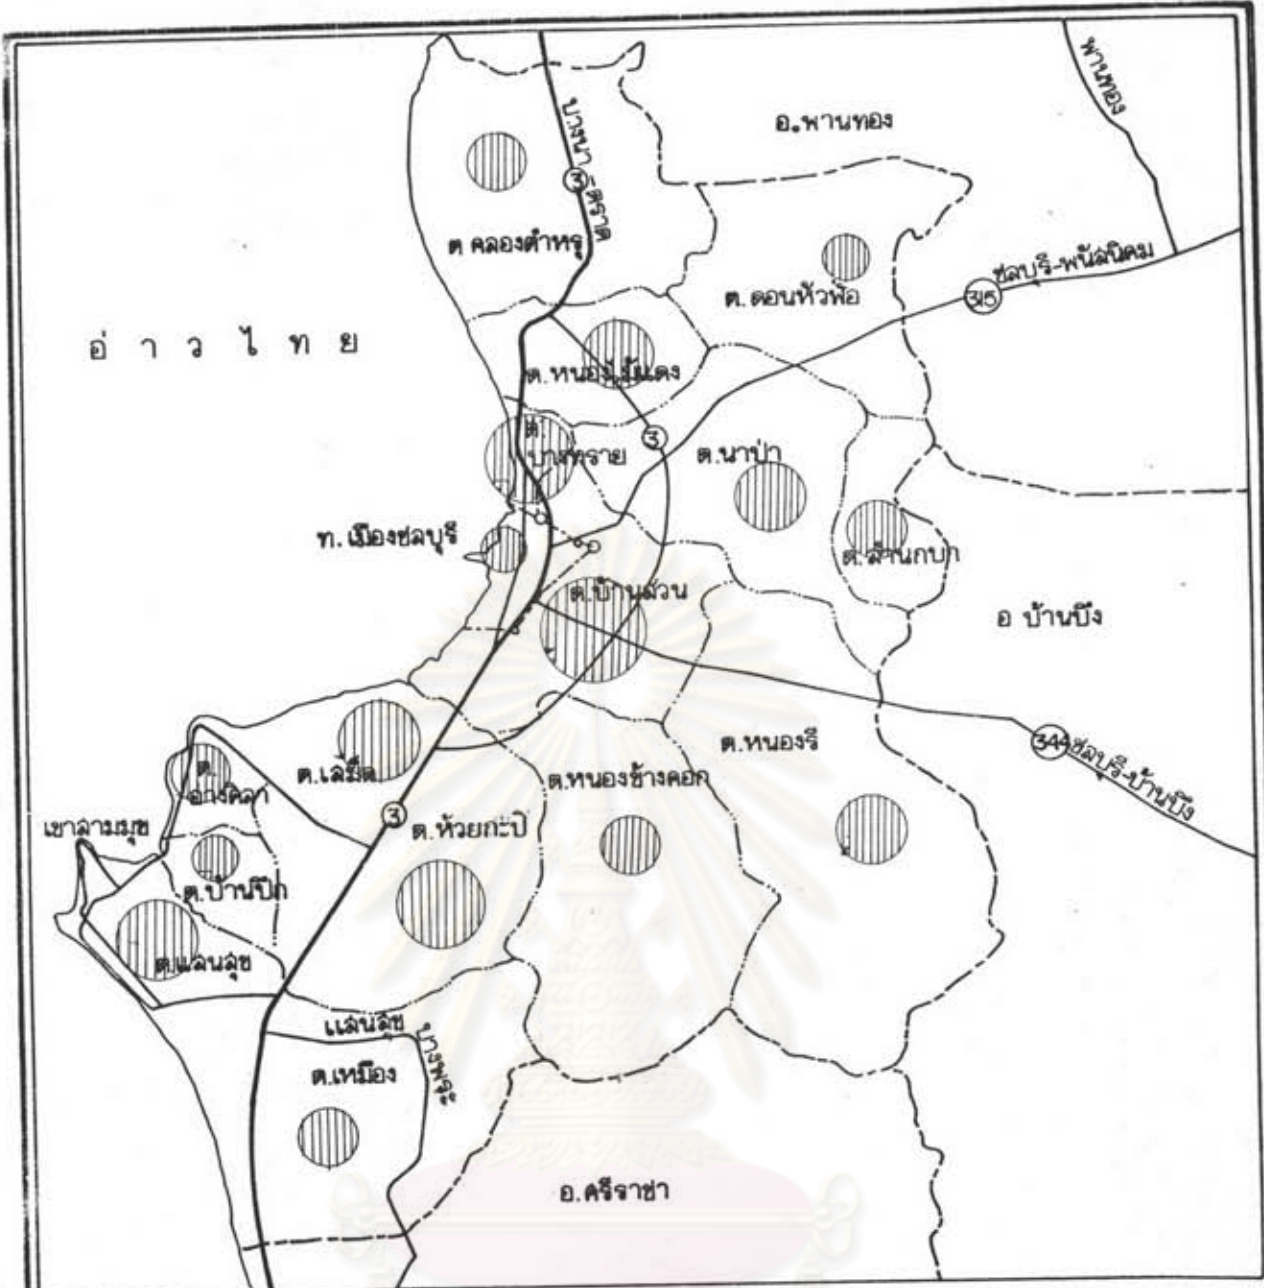 พานทอง
อ.พานทอง
บางนา
3
ตราด
ต คลองตำหรุ
ชลบุรี-พนัสนิคม
315
ต.ดอนหัวฬ่อ
อ่าวไทย
ต.หนองไม้แดง
ต.
บางทราย
3
ต.นาป่า
ท.เมืองชลบุรี
ต.สำนกบก
ต.บ้านสวน
อ บ้านบึง
ต.หนองรี
344
ชลบุรี-บ้านบึง
ต.
อ่างศิลา
ต.เสม็ด
ต.หนองข้างคอก
เขาสามมุข
3
ต.ห้วยกะปิ
ต.บ้านปึก
ต.แสนสุข
แสนสุข
บางพระ
ต.เหมือง
อ.ศรีราชา